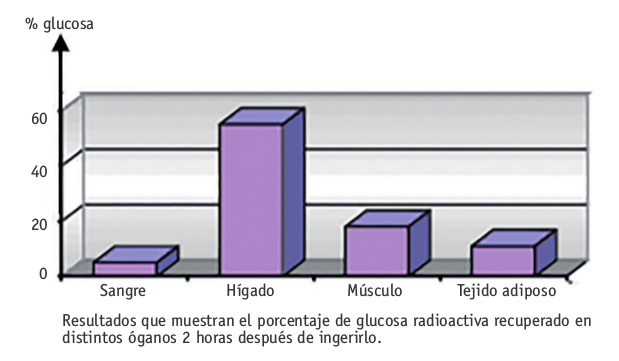 % glucosa
60
40
20
0
Sangre Hígado Músculo Tejido adiposo
Resultados que muestran el porcentaje de glucosa radioactiva recuperado en
distintos óganos 2 horas después de ingerirlo.